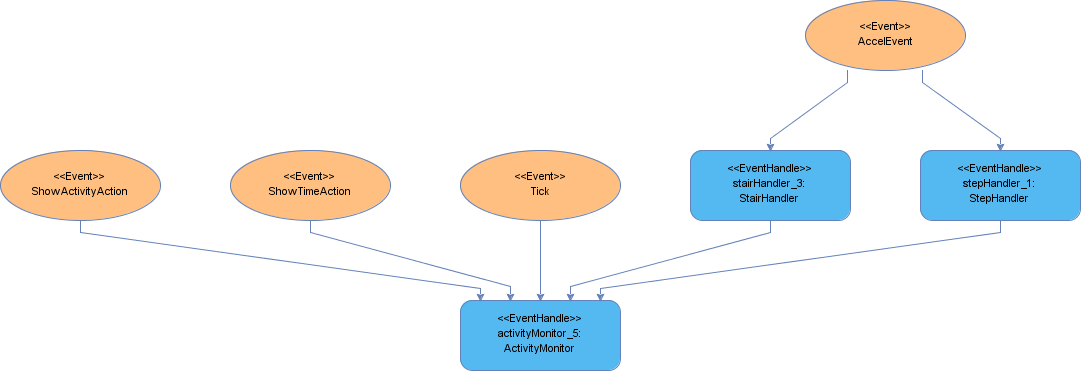 <<Event>>
AccelEvent
<<Event>>
ShowActivityAction
<<Event>>
ShowTimeAction
<<Event>>
Tick
<<EventHandle>>
stairHandler_3:
StairHandler
<<EventHandle>>
stepHandler_1:
StepHandler
<<EventHandle>>
activityMonitor_5:
ActivityMonitor